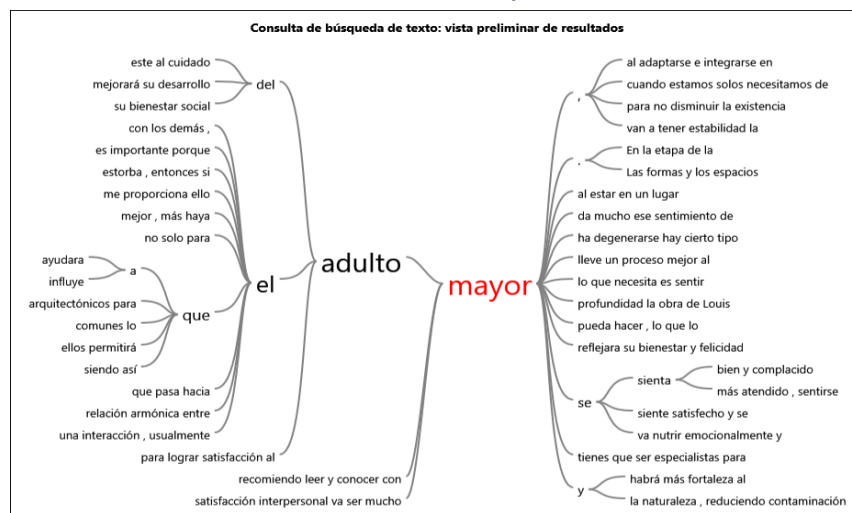 Consulta de búsqueda de texto: vista preliminar de resultados
este al cuidado
mejorará su desarrollo
su bienestar social
del
con los demás ,
es importante porque
estorba , entonces si
me proporciona ello
mejor , más haya
no solo para
ayudara
influye
a
arquitectónicos para
comunes lo
ellos permitirá
siendo así
que
que pasa hacia
relación armónica entre
una interacción , usualmente
el
para lograr satisfacción al
adulto
recomiendo leer y conocer con
satisfacción interpersonal va ser mucho
mayor
,
al adaptarse e integrarse en
cuando estamos solos necesitamos de
para no disminuir la existencia
van a tener estabilidad la
.
En la etapa de la
Las formas y los espacios
al estar en un lugar
da mucho ese sentimiento de
ha degenerarse hay cierto tipo
lleve un proceso mejor al
lo que necesita es sentir
profundidad la obra de Louis
pueda hacer , lo que lo
reflejara su bienestar y felicidad
se
sienta
bien y complacido
más atendido , sentirse
siente satisfecho y se
va nutrir emocionalmente y
tienes que ser especialistas para
y
habrá más fortaleza al
la naturaleza , reduciendo contaminación